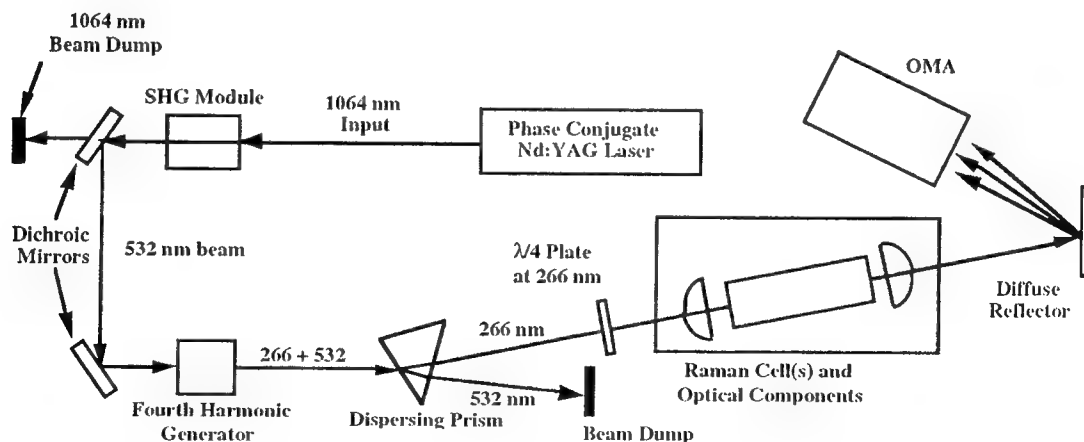 1064 nm
Beam Dump
SHG Module
1064 nm
Input
Phase Conjugate
Nd:YAG Laser
OMA
Dichroic
Mirrors
532 nm beam
λ/4 Plate
at 266 nm
Diffuse
Reflector
266 + 532
266 nm
532 nm
Fourth Harmonic
Generator
Dispersing Prism
Beam Dump
Raman Cell(s) and
Optical Components